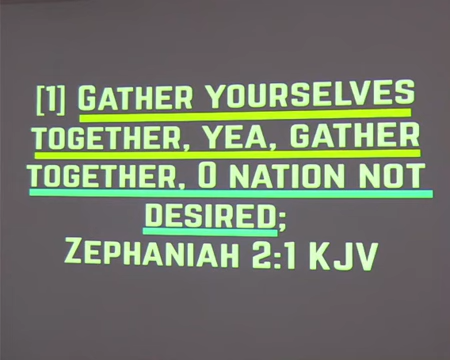 [1] Gather yourselves
together, yea, gather
together, O nation not
desired;
Zephaniah 2:1 KJV